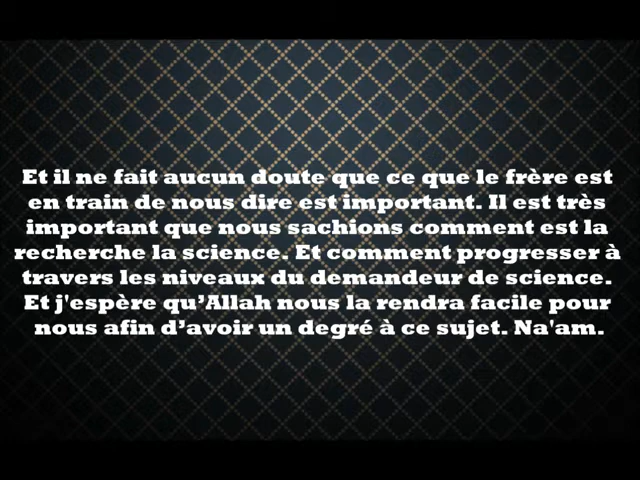 Et il ne fait aucun doute que ce que le frère est
en train de nous dire est important. Il est très
important que nous sachions comment est la
recherche la science. Et comment progresser à
travers les niveaux du demandeur de science.
Et j'espère qu’Allah nous la rendra facile pour
nous afin d’avoir un degré à ce sujet. Na'am.